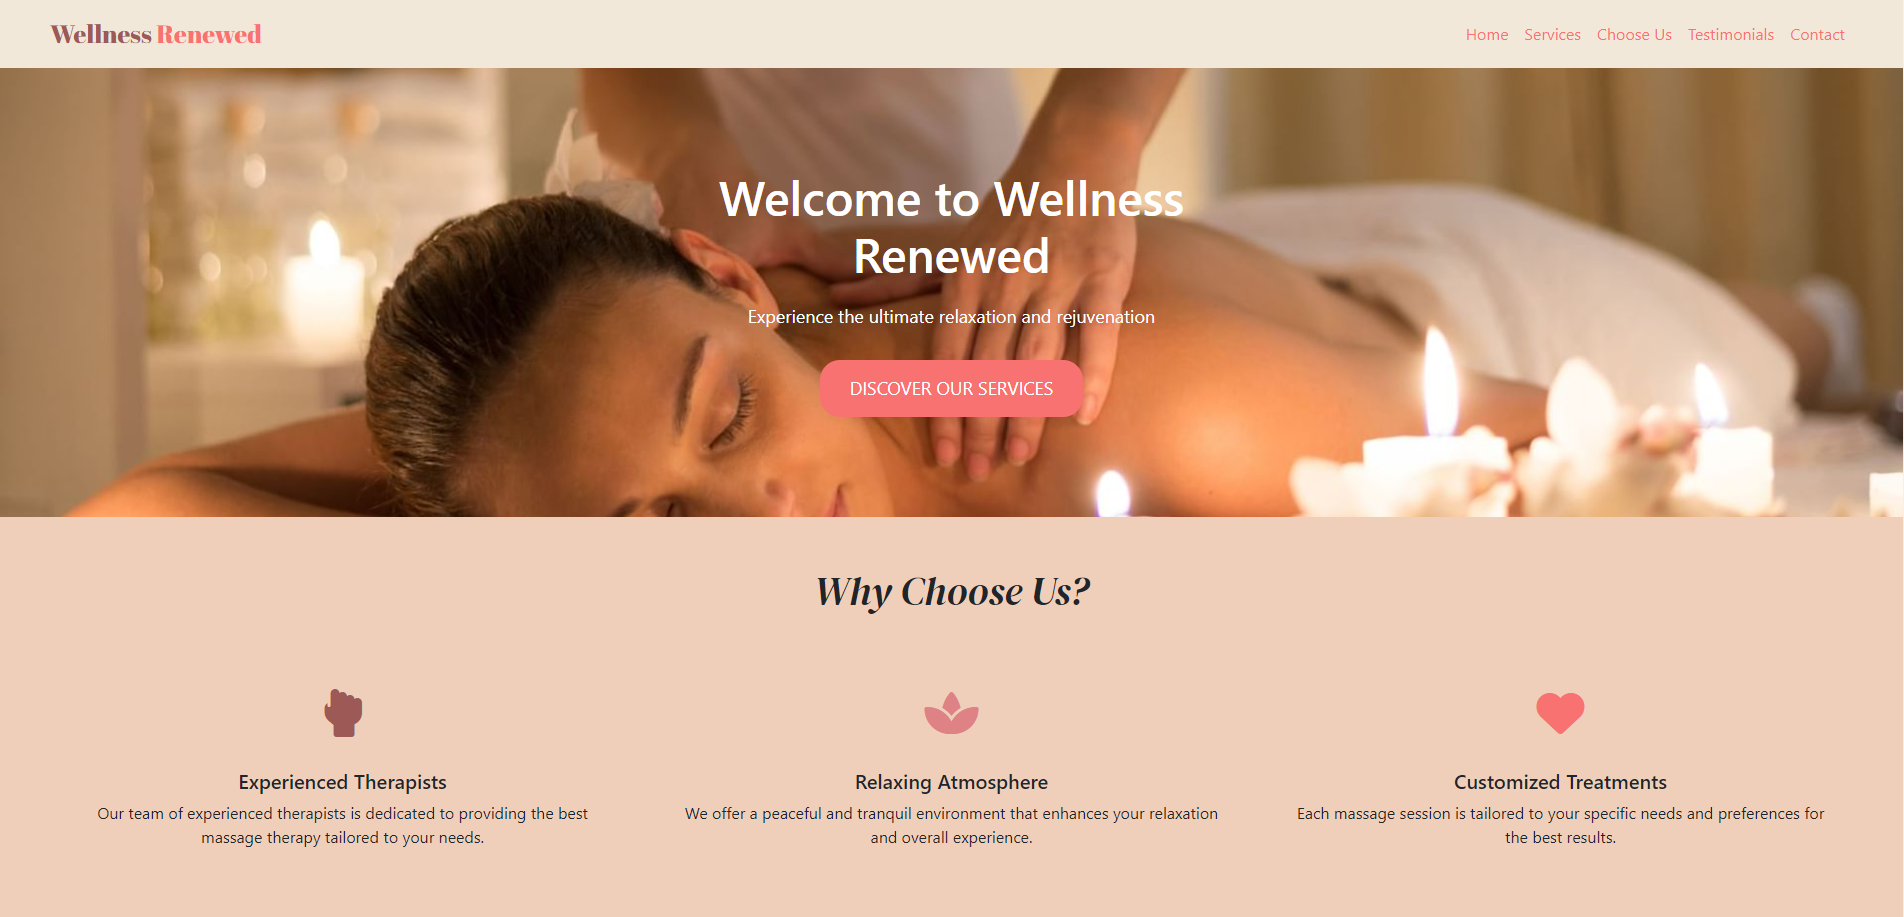 Wellness Renewed
Home Services Choose Us Testimonials Contact
Welcome to Wellness
Renewed
Experience the ultimate relaxation and rejuvenation
DISCOVER OUR SERVICES
Why Choose Us?
Experienced Therapists
Our team of experienced therapists is dedicated to providing the best
massage therapy tailored to your needs.
Relaxing Atmosphere
We offer a peaceful and tranquil environment that enhances your relaxation
and overall experience.
Customized Treatments
Each massage session is tailored to your specific needs and preferences for
the best results.